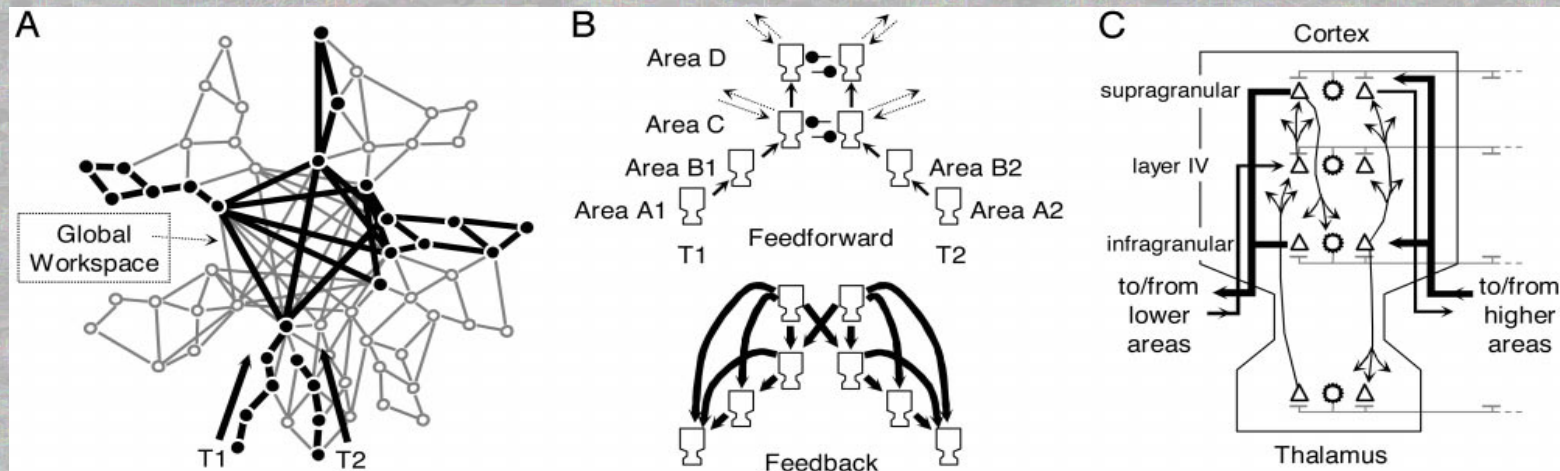 A
Global
Workspace
T1
T2
B
Area D
Area C
Area B1
Area B2
Area A1
Area A2
Feedforward
T1
T2
Feedback
C
Cortex
supragranular
layer IV
infragranular
to/from
lower
areas
to/from
higher
areas
Thalamus